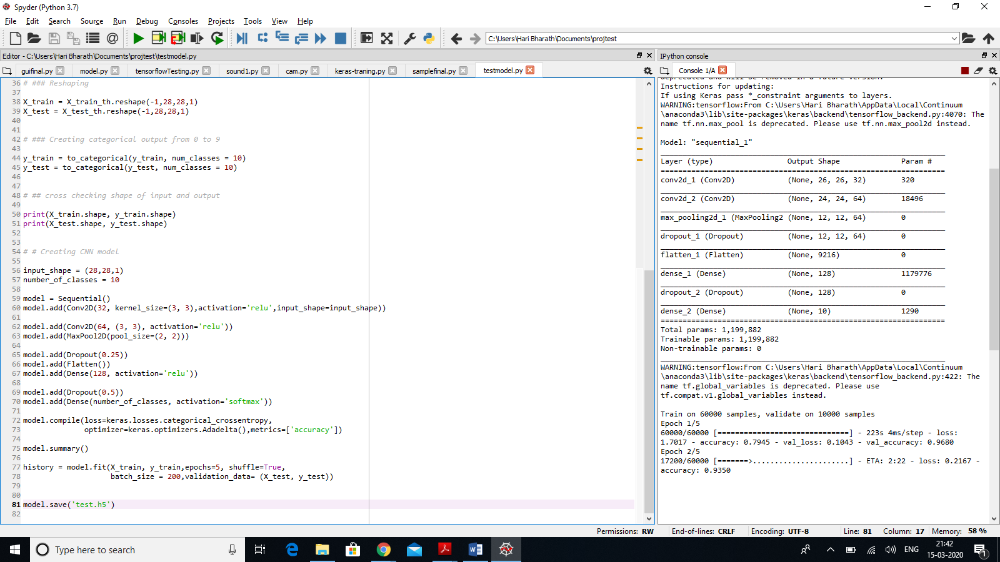 Spyder (Python 3.7)
File Edit Search Source Run Debug Consoles Projects Tools View Help
C:\Users\Hari Bharath\Documents\projtest
Editor - C:\Users\Hari Bharath\Documents\projtest\testmodel.py
guifinal.py model.py tensorflowTesting.py sound1.py cam.py keras-traning.py samplefinal.py testmodel.py
36 # ### Reshaping
37
38 X_train = X_train_th.reshape(-1,28,28,1)
39 X_test = X_test_th.reshape(-1,28,28,1)
40
41
42 # ### Creating categorical output from 0 to 9
43
44 y_train = to_categorical(y_train, num_classes = 10)
45 y_test = to_categorical(y_test, num_classes = 10)
46
47
48 # ## cross checking shape of input and output
49
50 print(X_train.shape, y_train.shape)
51 print(X_test.shape, y_test.shape)
52
53
54 # # Creating CNN model
55
56 input_shape = (28,28,1)
57 number_of_classes = 10
58
59 model = Sequential()
60 model.add(Conv2D(32, kernel_size=(3, 3),activation='relu',input_shape=input_shape))
61
62 model.add(Conv2D(64, (3, 3), activation='relu'))
63 model.add(MaxPool2D(pool_size=(2, 2)))
64
65 model.add(Dropout(0.25))
66 model.add(Flatten())
67 model.add(Dense(128, activation='relu'))
68
69 model.add(Dropout(0.5))
70 model.add(Dense(number_of_classes, activation='softmax'))
71
72 model.compile(loss=keras.losses.categorical_crossentropy,
73 optimizer=keras.optimizers.Adadelta(),metrics=['accuracy'])
74
75 model.summary()
76
77 history = model.fit(X_train, y_train,epochs=5, shuffle=True,
78 batch_size = 200,validation_data= (X_test, y_test))
79
80
81 model.save('test.h5')
82
IPython console
Console 1/A
deprecated and will be removed in a future version.
Instructions for updating:
If using Keras pass *_constraint arguments to layers.
WARNING:tensorflow:From C:\Users\Hari Bharath\AppData\Local\Continuum
\anaconda3\lib\site-packages\keras\backend\tensorflow_backend.py:4070: The
name tf.nn.max_pool is deprecated. Please use tf.nn.max_pool2d instead.
Model: "sequential_1"
Layer (type) Output Shape Param #
=================================================================
conv2d_1 (Conv2D) (None, 26, 26, 32) 320
conv2d_2 (Conv2D) (None, 24, 24, 64) 18496
max_pooling2d_1 (MaxPooling2 (None, 12, 12, 64) 0
dropout_1 (Dropout) (None, 12, 12, 64) 0
flatten_1 (Flatten) (None, 9216) 0
dense_1 (Dense) (None, 128) 1179776
dropout_2 (Dropout) (None, 128) 0
dense_2 (Dense) (None, 10) 1290
=================================================================
Total params: 1,199,882
Trainable params: 1,199,882
Non-trainable params: 0
WARNING:tensorflow:From C:\Users\Hari Bharath\AppData\Local\Continuum
\anaconda3\lib\site-packages\keras\backend\tensorflow_backend.py:422: The
name tf.global_variables is deprecated. Please use
tf.compat.v1.global_variables instead.
Train on 60000 samples, validate on 10000 samples
Epoch 1/5
60000/60000 [==============================] - 223s 4ms/step - loss:
1.7017 - accuracy: 0.7945 - val_loss: 0.1043 - val_accuracy: 0.9680
Epoch 2/5
17200/60000 [=======>......................] - ETA: 2:22 - loss: 0.2167 -
accuracy: 0.9350
Permissions: RW End-of-lines: CRLF Encoding: UTF-8 Line: 81 Column: 17 Memory: 58 %
Type here to search
ENG
21:42
15-03-2020
1